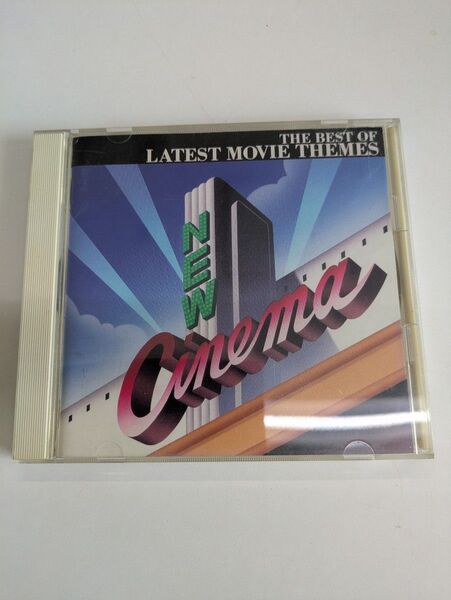 THE BEST OF
LATEST MOVIE THEMES
NEW
Cinema